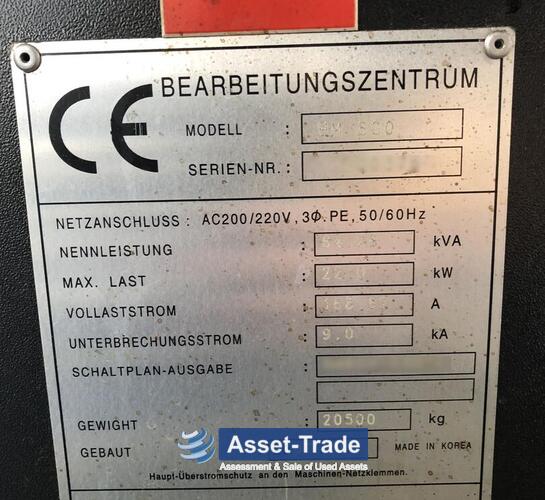 CE
BEARBEITUNGSZENTRUM
MODELL :
SERIEN-NR. :
NETZANSCHLUSS : AC200/220V, 3Ø.PE, 50/60Hz
NENNLEISTUNG : kVA
MAX. LAST : kW
VOLLASTSTROM : A
UNTERBRECHUNGSSTROM : 9.0 kA
SCHALTPLAN-AUSGABE :
GEWIGHT : 20500 kg
GEBAUT MADE IN KOREA
Asset-Trade
Assessment & Sale of Used Assets
Haupt-Überstromschutz an den Maschinen-Netzklemmen.